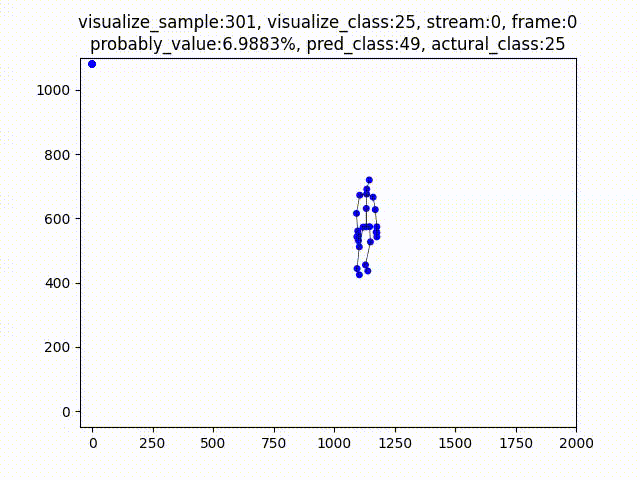 visualize_sample:301, visualize_class:25, stream:0, frame:0
probably_value:6.9883%, pred_class:49, actural_class:25
1000
800
600
400
200
0
0 250 500 750 1000 1250 1500 1750 2000